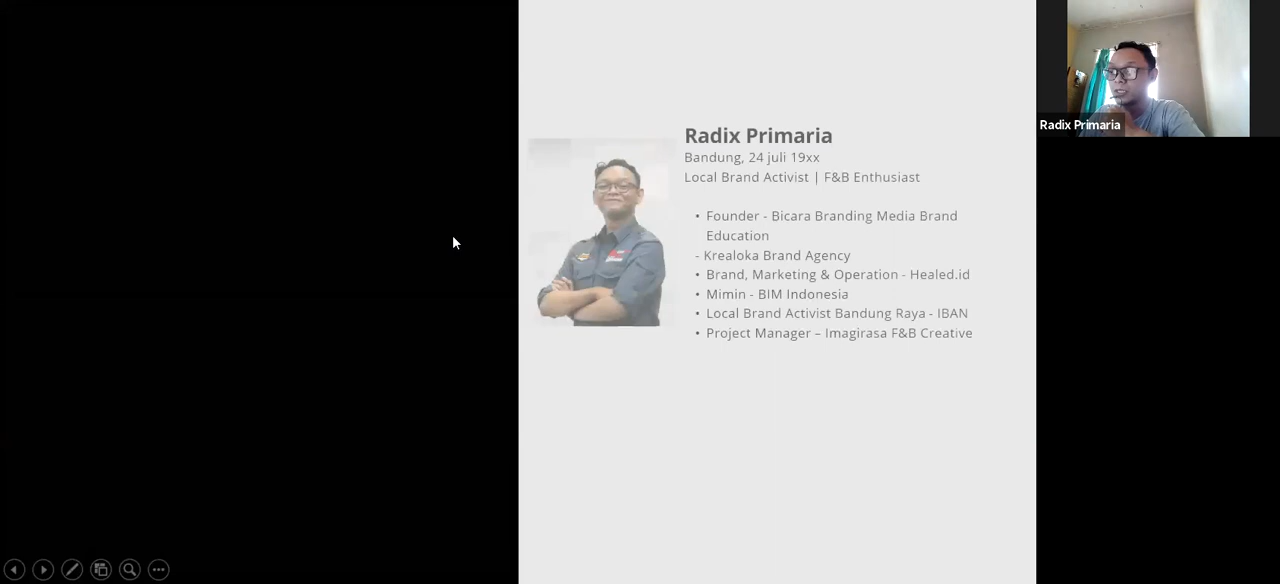 Radix Primaria
Bandung, 24 juli 19xx
Local Brand Activist | F&B Enthusiast
• Founder - Bicara Branding Media Brand
Education
- Krealoka Brand Agency
• Brand, Marketing & Operation - Healed.id
• Mimin - BIM Indonesia
• Local Brand Activist Bandung Raya - IBAN
• Project Manager – Imagirasa F&B Creative
Radix Primaria